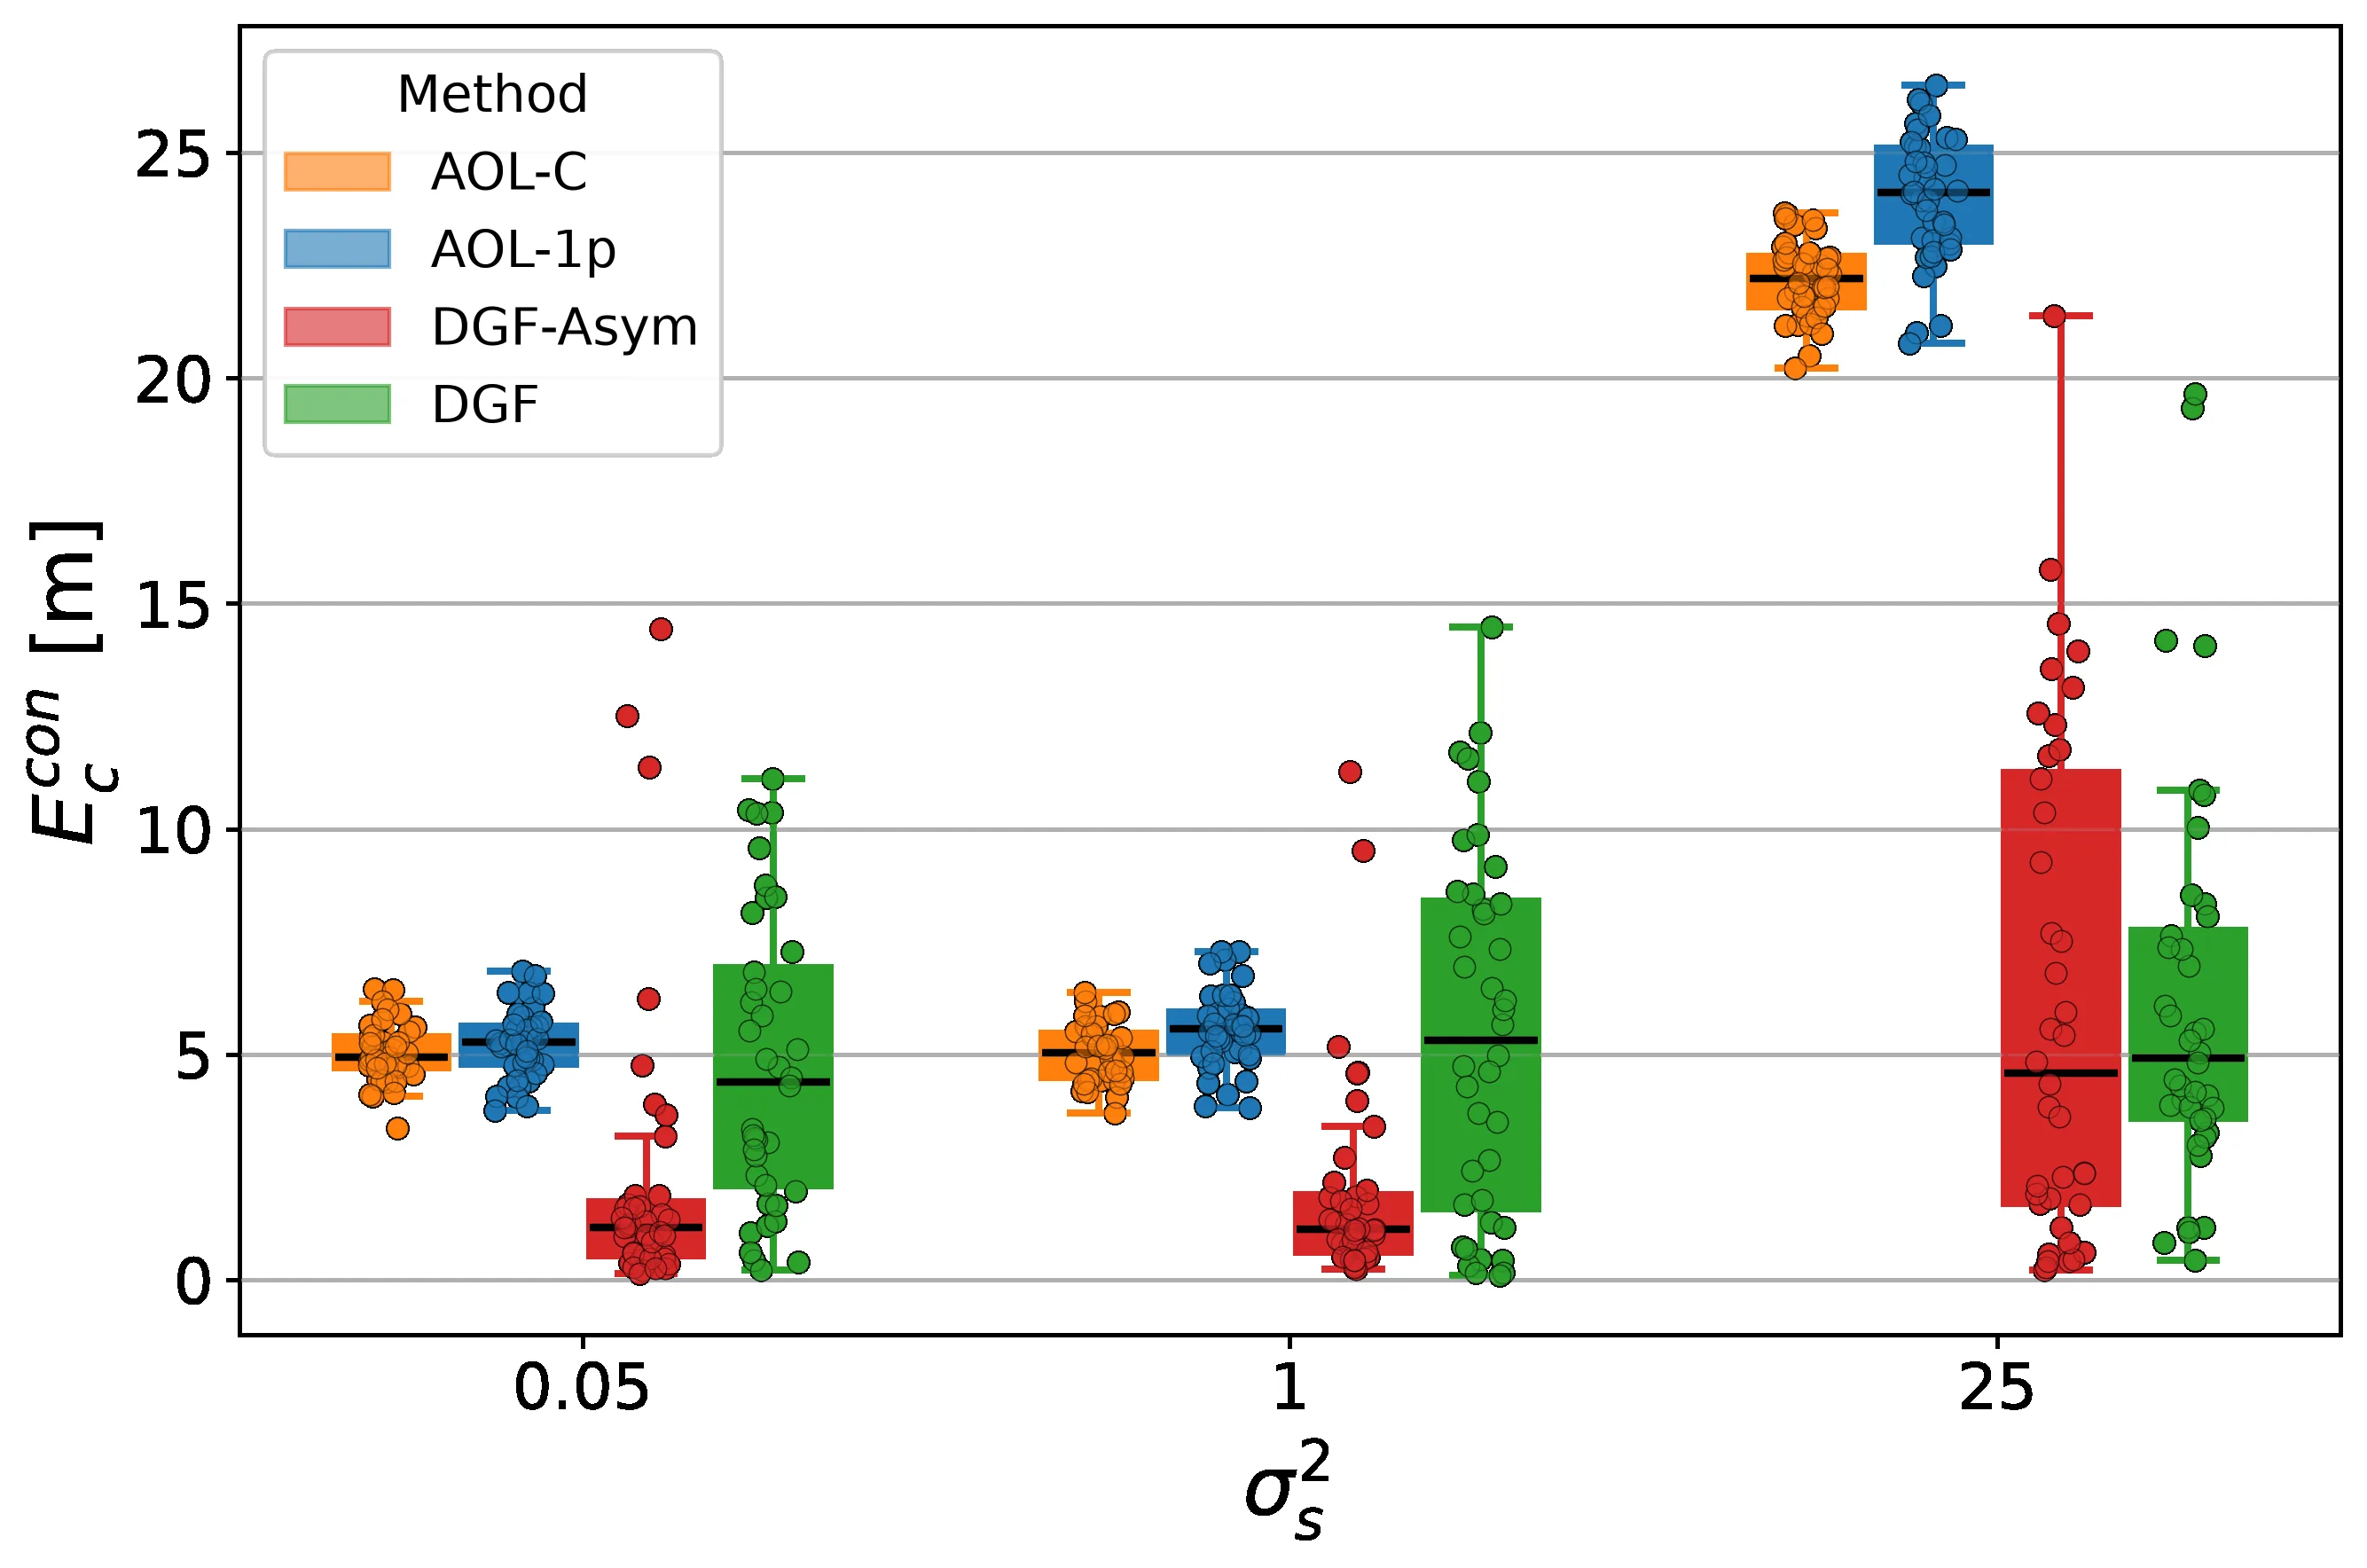 Method
AOL-C
AOL-1p
DGF-Asym
DGF
25
20
15
10
5
0
E_c^{con} [m]
0.05 1 25
σ_s^2